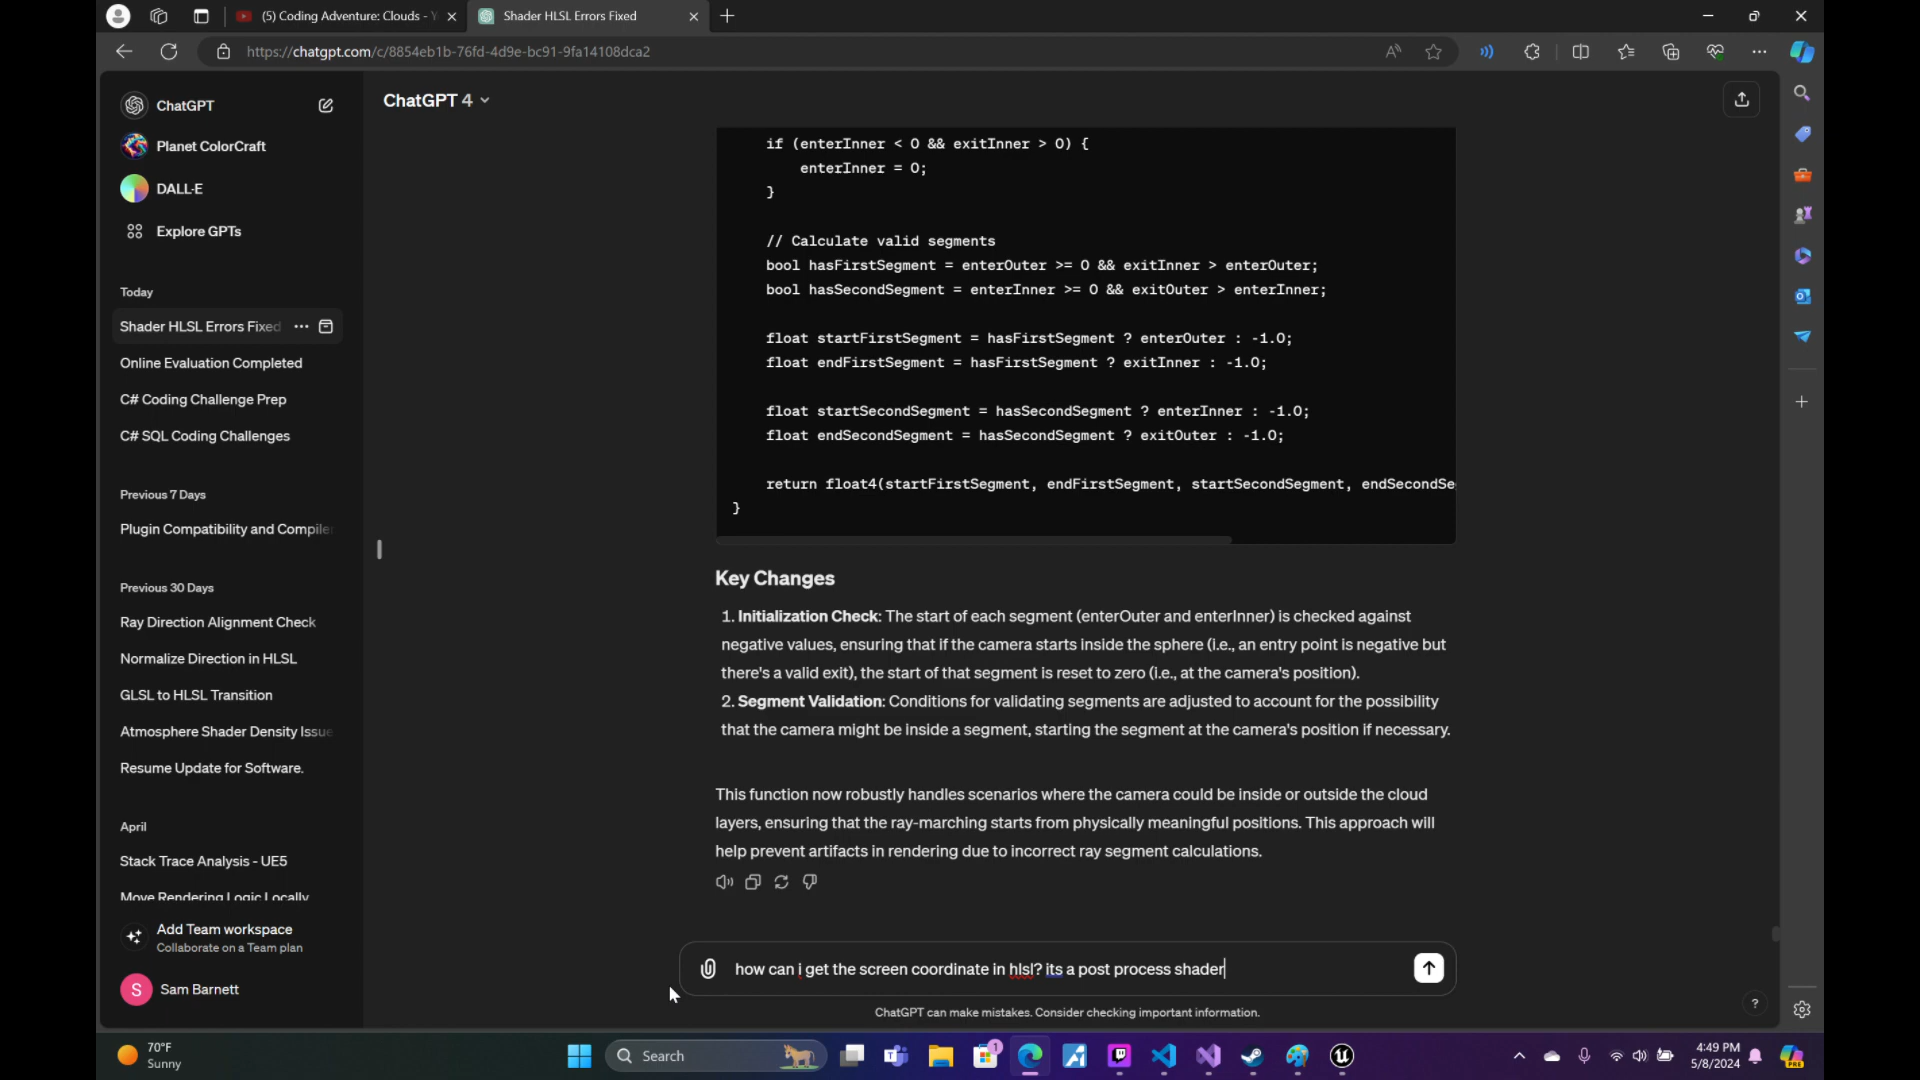 (5) Coding Adventure: Clouds -
Shader HLSL Errors Fixed
https://chatgpt.com/c/8854eb1b-76fd-4d9e-bc91-9fa14108dca2
ChatGPT
Planet ColorCraft
DALL·E
Explore GPTs
Today
Shader HLSL Errors Fixed
Online Evaluation Completed
C# Coding Challenge Prep
C# SQL Coding Challenges
Previous 7 Days
Plugin Compatibility and Compile
Previous 30 Days
Ray Direction Alignment Check
Normalize Direction in HLSL
GLSL to HLSL Transition
Atmosphere Shader Density Issue
Resume Update for Software.
April
Stack Trace Analysis - UE5
Move Rendering Logic Locally
Add Team workspace
Collaborate on a Team plan
S Sam Barnett
ChatGPT 4
if (enterInner < 0 && exitInner > 0) {
enterInner = 0;
}
// Calculate valid segments
bool hasFirstSegment = enterOuter >= 0 && exitInner > enterOuter;
bool hasSecondSegment = enterInner >= 0 && exitOuter > enterInner;
float startFirstSegment = hasFirstSegment ? enterOuter : -1.0;
float endFirstSegment = hasFirstSegment ? exitInner : -1.0;
float startSecondSegment = hasSecondSegment ? enterInner : -1.0;
float endSecondSegment = hasSecondSegment ? exitOuter : -1.0;
return float4(startFirstSegment, endFirstSegment, startSecondSegment, endSecondSe
}
Key Changes
1. Initialization Check: The start of each segment (enterOuter and enterInner) is checked against
negative values, ensuring that if the camera starts inside the sphere (i.e., an entry point is negative but
there's a valid exit), the start of that segment is reset to zero (i.e., at the camera's position).
2. Segment Validation: Conditions for validating segments are adjusted to account for the possibility
that the camera might be inside a segment, starting the segment at the camera's position if necessary.
This function now robustly handles scenarios where the camera could be inside or outside the cloud
layers, ensuring that the ray-marching starts from physically meaningful positions. This approach will
help prevent artifacts in rendering due to incorrect ray segment calculations.
how can i get the screen coordinate in hlsl? its a post process shader
ChatGPT can make mistakes. Consider checking important information.
?
70°F
Sunny
Search
1
4:49 PM
5/8/2024
PRE